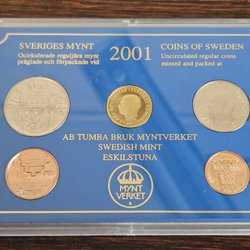 SVERIGES MYNT
Ocirkulerade reguljära mynt
präglade och förpackade vid
2001
COINS OF SWEDEN
Uncirculated regular coins
minted and packed at
AB TUMBA BRUK MYNTVERKET
SWEDISH MINT
ESKILSTUNA
MYNT
VERKET